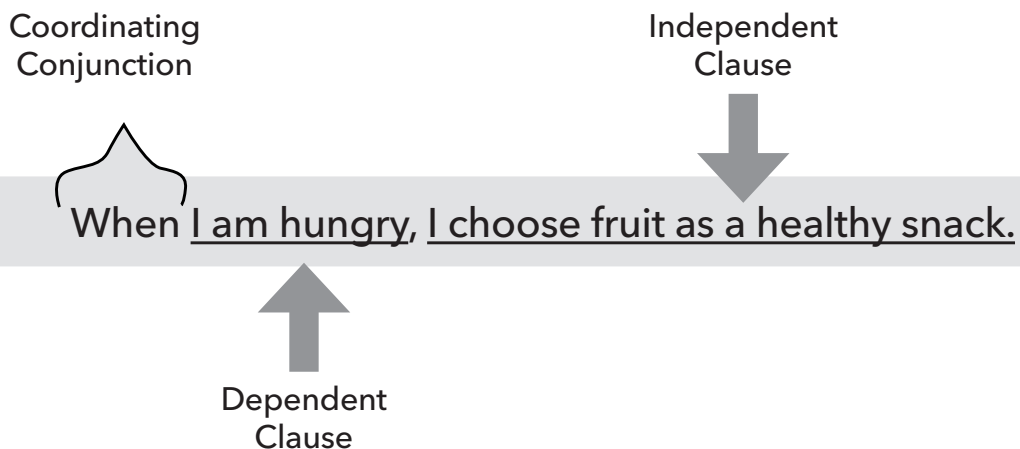 Coordinating
Conjunction
Independent
Clause
When I am hungry, I choose fruit as a healthy snack.
Dependent
Clause